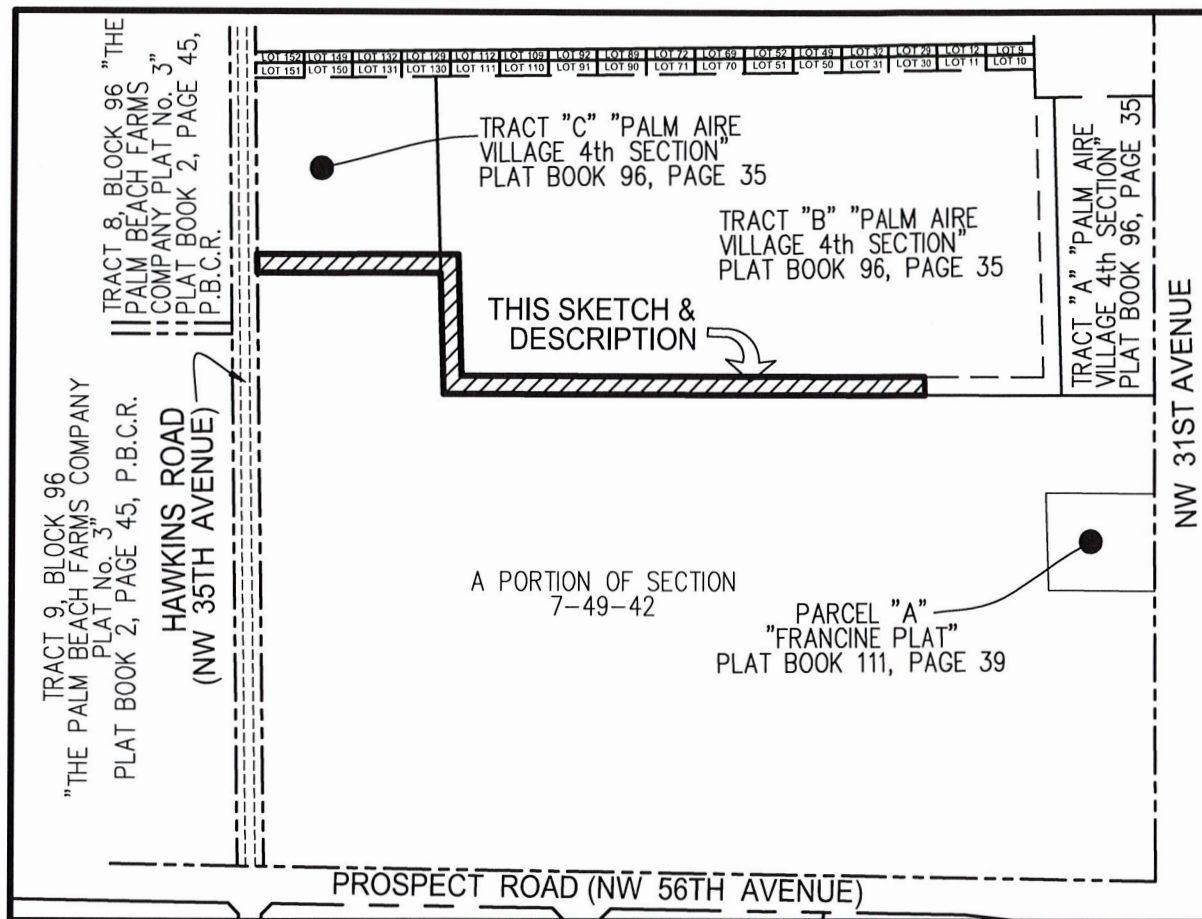 LOT 152 LOT 149 LOT 132 LOT 129 LOT 112 LOT 109 LOT 92 LOT 89 LOT 72 LOT 69 LOT 52 LOT 49 LOT 32 LOT 29 LOT 12 LOT 9
LOT 151 LOT 150 LOT 131 LOT 130 LOT 111 LOT 110 LOT 91 LOT 90 LOT 71 LOT 70 LOT 51 LOT 50 LOT 31 LOT 30 LOT 11 LOT 10
TRACT 8, BLOCK 96 "THE
PALM BEACH FARMS
COMPANY PLAT No. 3"
PLAT BOOK 2, PAGE 45,
P.B.C.R.
TRACT "C" "PALM AIRE
VILLAGE 4th SECTION"
PLAT BOOK 96, PAGE 35
TRACT "B" "PALM AIRE
VILLAGE 4th SECTION"
PLAT BOOK 96, PAGE 35
TRACT "A" "PALM AIRE
VILLAGE 4th SECTION"
PLAT BOOK 96, PAGE 35
NW 31ST AVENUE
THIS SKETCH &
DESCRIPTION
TRACT 9, BLOCK 96
"THE PALM BEACH FARMS COMPANY
PLAT No. 3"
PLAT BOOK 2, PAGE 45, P.B.C.R.
HAWKINS ROAD
(NW 35TH AVENUE)
A PORTION OF SECTION
7-49-42
PARCEL "A"
"FRANCINE PLAT"
PLAT BOOK 111, PAGE 39
PROSPECT ROAD (NW 56TH AVENUE)